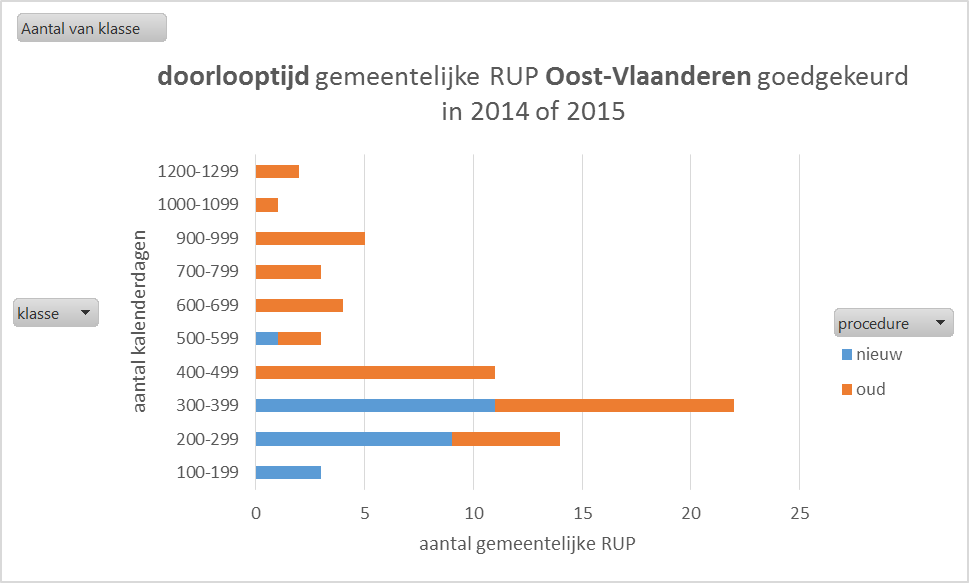 Aantal van klasse
doorlooptijd gemeentelijke RUP Oost-Vlaanderen goedgekeurd
in 2014 of 2015
aantal kalenderdagen
1200-1299
1000-1099
900-999
700-799
600-699
500-599
400-499
300-399
200-299
100-199
0 5 10 15 20 25
aantal gemeentelijke RUP
klasse
procedure
nieuw
oud